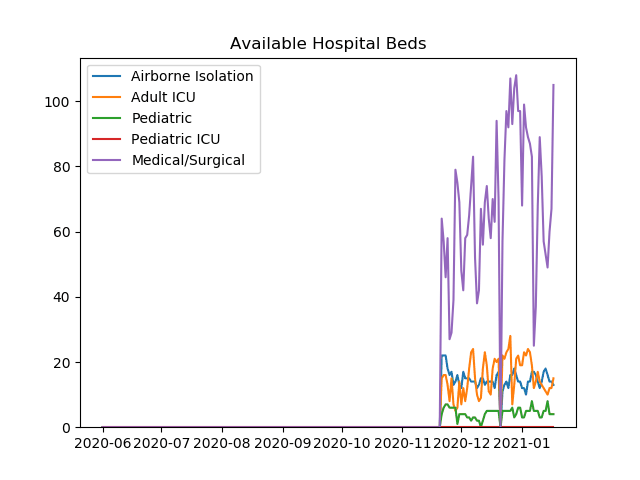 Available Hospital Beds
Airborne Isolation
Adult ICU
Pediatric
Pediatric ICU
Medical/Surgical
100
80
60
40
20
0
2020-06 2020-07 2020-08 2020-09 2020-10 2020-11 2020-12 2021-01